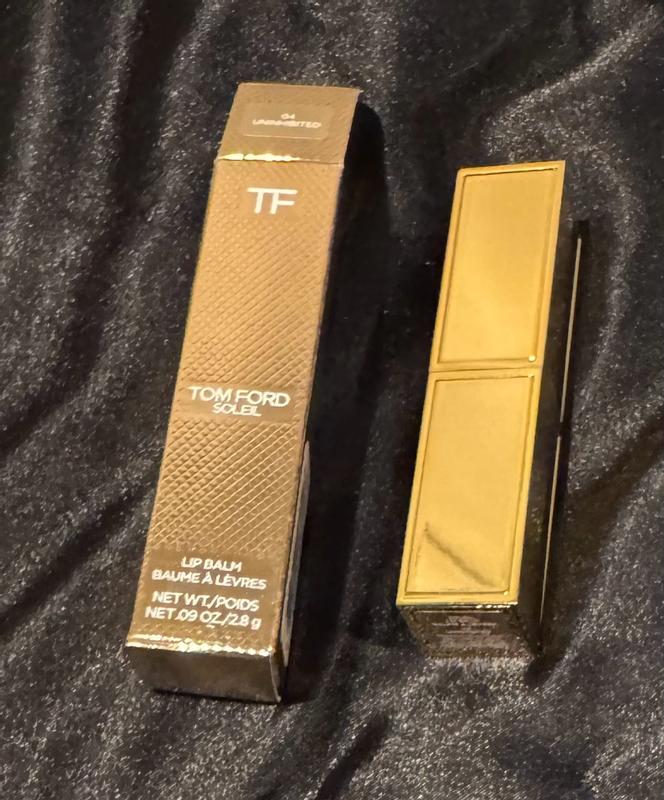 04
UNINHIBITED
TF
TOM FORD
SOLEIL
LIP BALM
BAUME À LÈVRES
NET WT./POIDS
NET .09 OZ./2.8 g